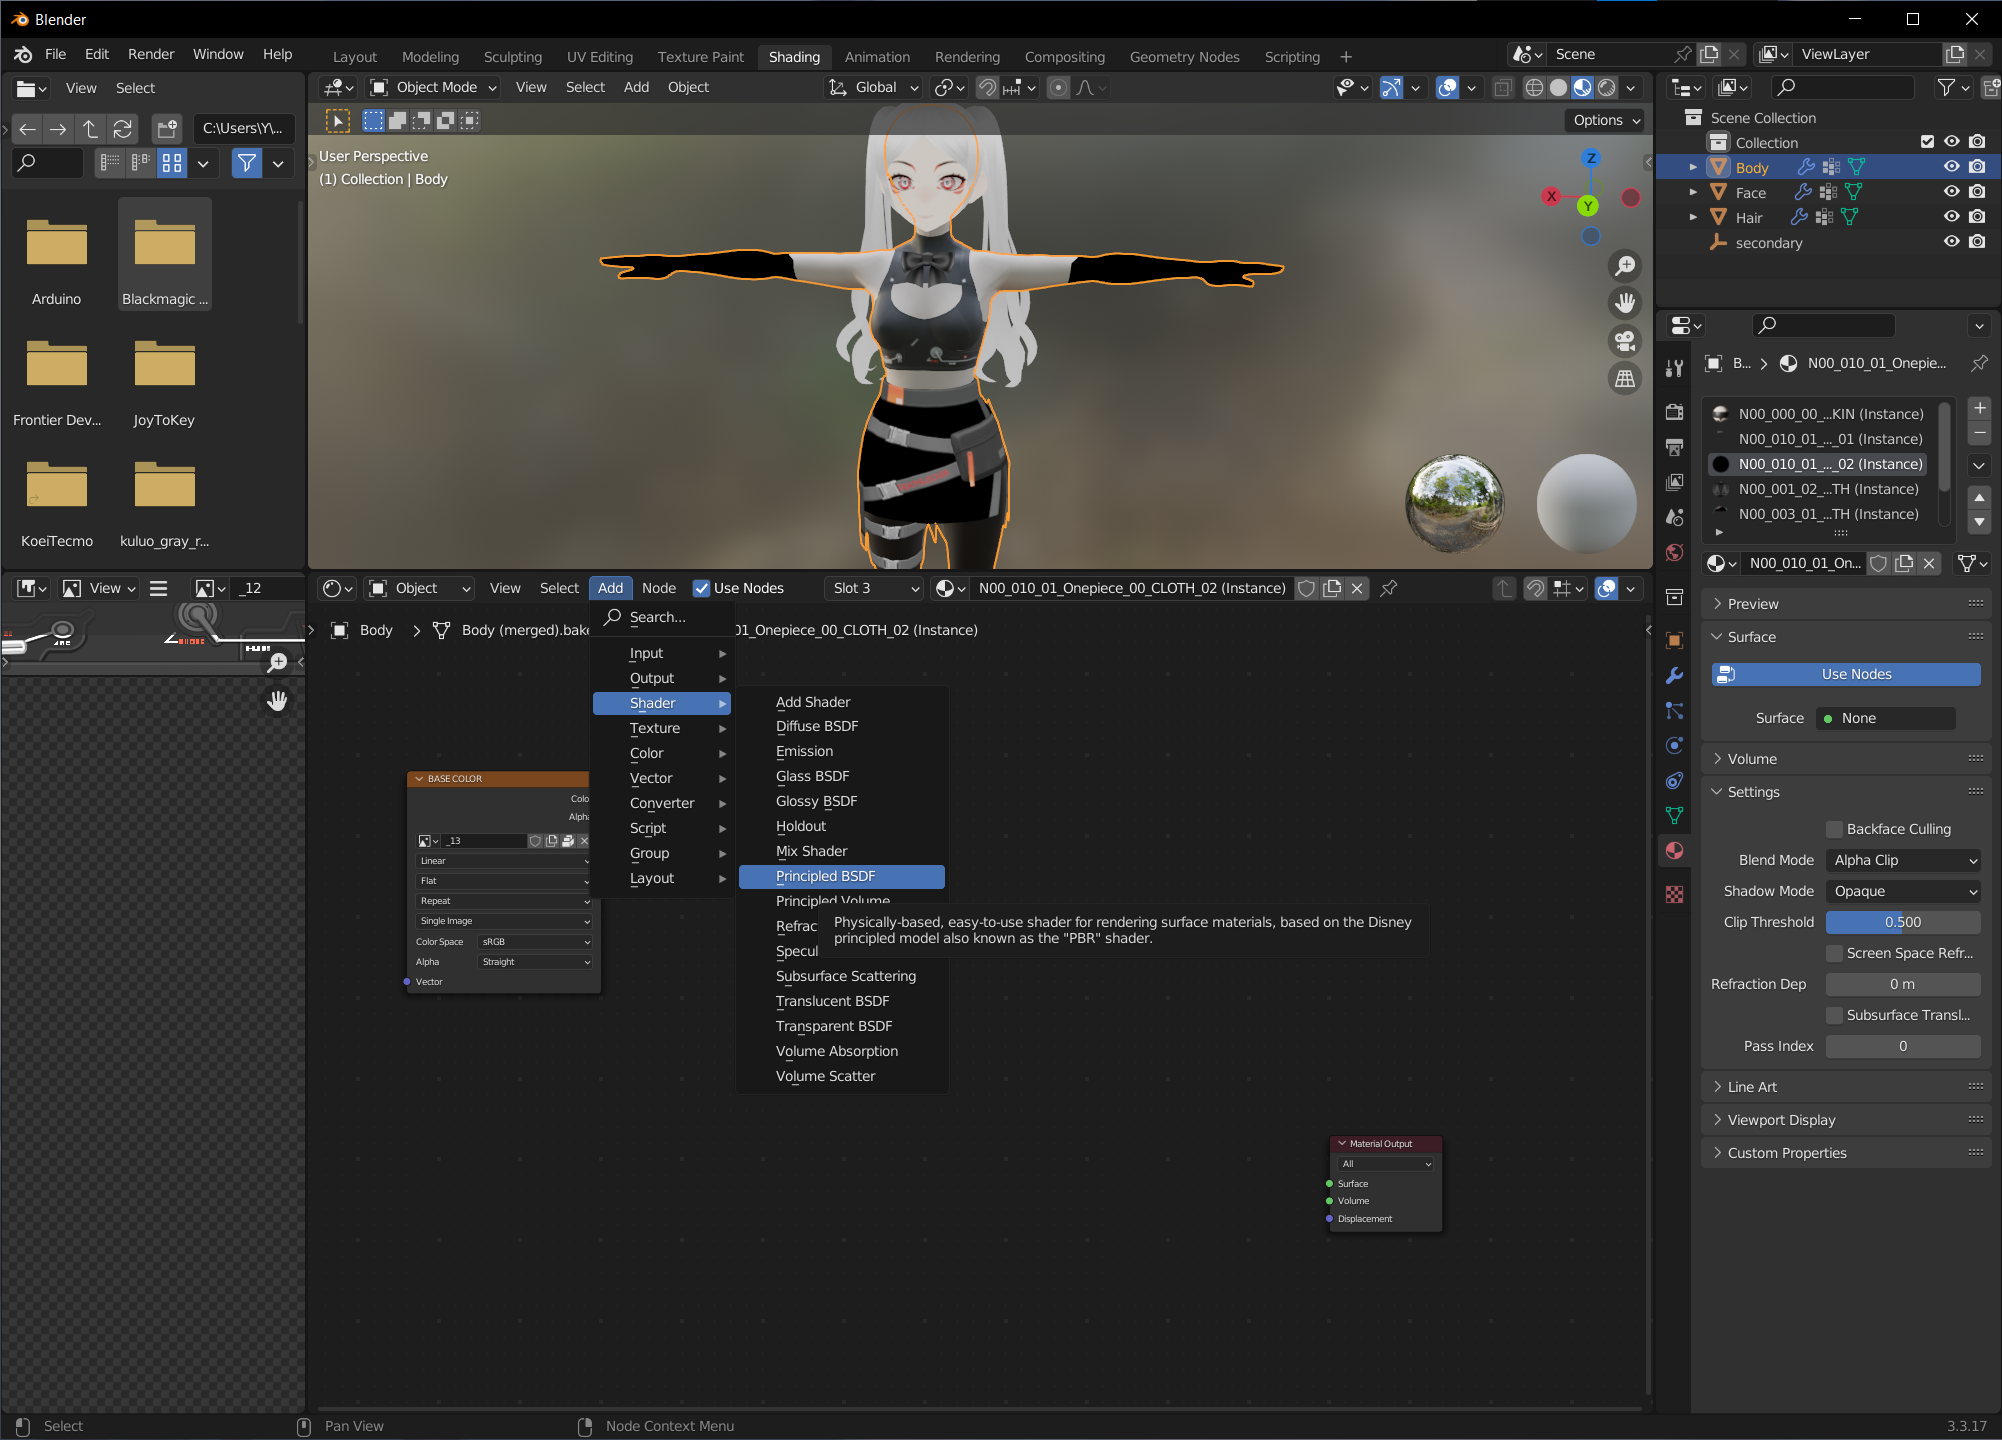 Blender
File Edit Render Window Help
Layout Modeling Sculpting UV Editing Texture Paint Shading Animation Rendering Compositing Geometry Nodes Scripting
Scene
ViewLayer
View Select
Object Mode View Select Add Object
Global
C:\Users\Y\...
Options
User Perspective
(1) Collection | Body
Z
X
Y
Arduino
Blackmagic ...
Frontier Dev...
JoyToKey
KoeiTecmo
kuluo_gray_r...
Scene Collection
Collection
Body
Face
Hair
secondary
B...
N00_010_01_Onepie...
N00_000_00_...KIN (Instance)
N00_010_01_..._01 (Instance)
N00_010_01_..._02 (Instance)
N00_001_02_...TH (Instance)
N00_003_01_...TH (Instance)
N00_010_01_On...
Preview
Surface
Use Nodes
Surface None
Volume
Settings
Backface Culling
Blend Mode Alpha Clip
Shadow Mode Opaque
Clip Threshold 0.500
Screen Space Refr...
Refraction Dep 0 m
Subsurface Transl...
Pass Index 0
Line Art
Viewport Display
Custom Properties
View
_12
Object View Select Add Node Use Nodes Slot 3 N00_010_01_Onepiece_00_CLOTH_02 (Instance)
Body Body (merged).bake 01_Onepiece_00_CLOTH_02 (Instance)
Search...
Input
Output
Shader
Texture
Color
Vector
Converter
Script
Group
Layout
Add Shader
Diffuse BSDF
Emission
Glass BSDF
Glossy BSDF
Holdout
Mix Shader
Principled BSDF
Principled Volume
Refrac
Specul
Subsurface Scattering
Translucent BSDF
Transparent BSDF
Volume Absorption
Volume Scatter
Physically-based, easy-to-use shader for rendering surface materials, based on the Disney
principled model also known as the "PBR" shader.
BASE COLOR
Colo
Alpha
_13
Linear
Flat
Repeat
Single Image
Color Space sRGB
Alpha Straight
Vector
Material Output
All
Surface
Volume
Displacement
Select Pan View Node Context Menu
3.3.17